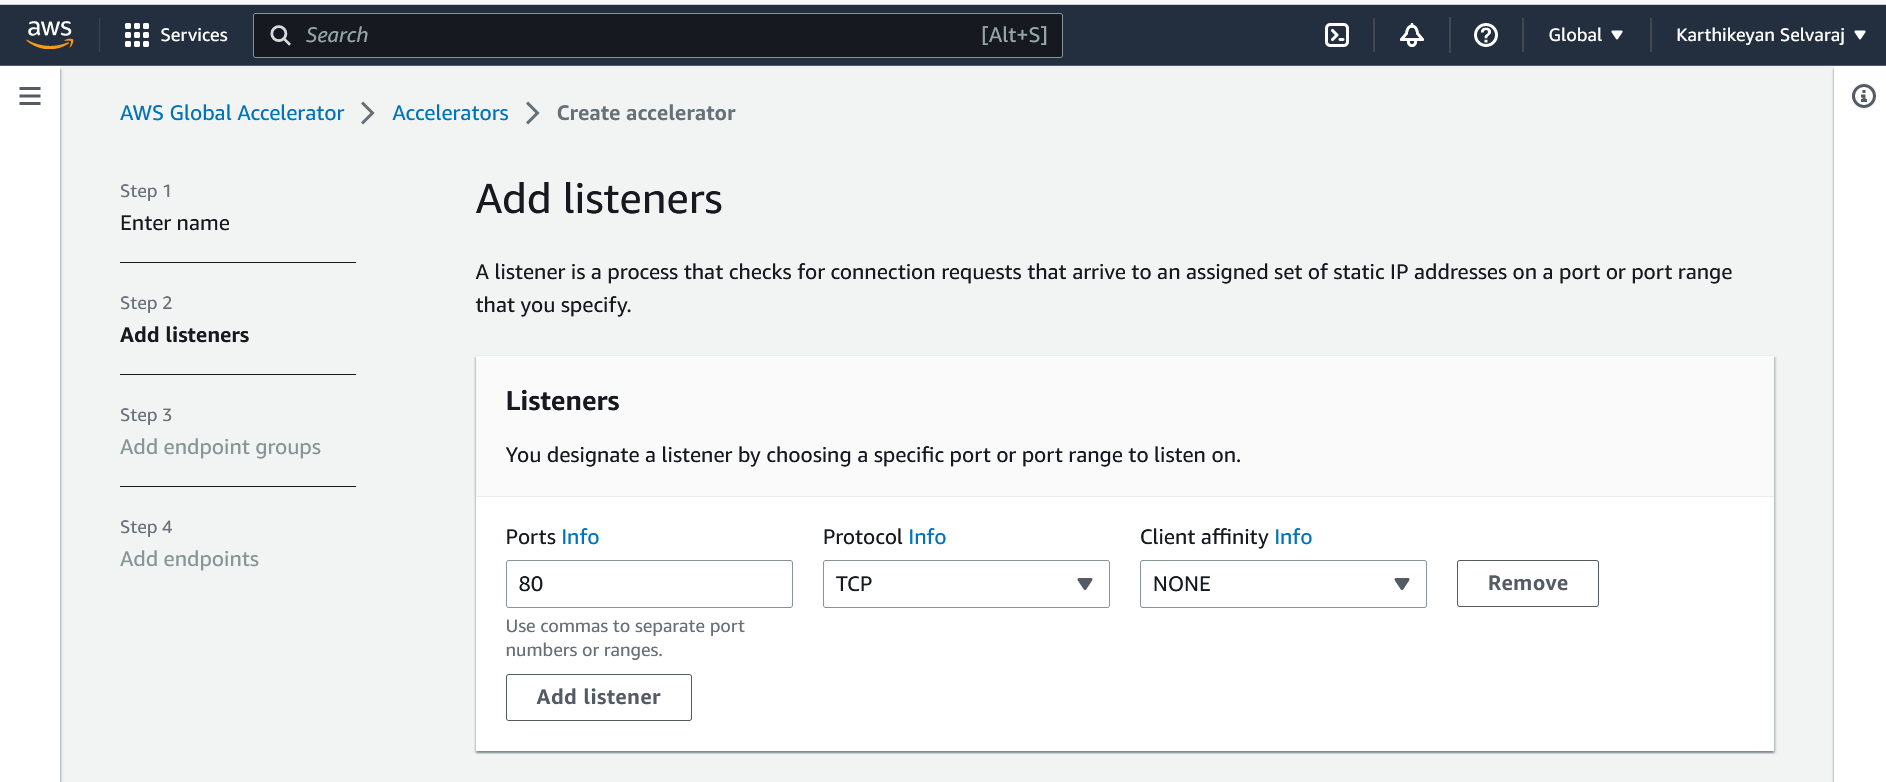 aws Services Search [Alt+S] Global Karthikeyan Selvaraj
AWS Global Accelerator Accelerators Create accelerator
Step 1
Enter name
Step 2
Add listeners
Step 3
Add endpoint groups
Step 4
Add endpoints
Add listeners
A listener is a process that checks for connection requests that arrive to an assigned set of static IP addresses on a port or port range
that you specify.
Listeners
You designate a listener by choosing a specific port or port range to listen on.
Ports Info Protocol Info Client affinity Info
80 TCP NONE Remove
Use commas to separate port
numbers or ranges.
Add listener